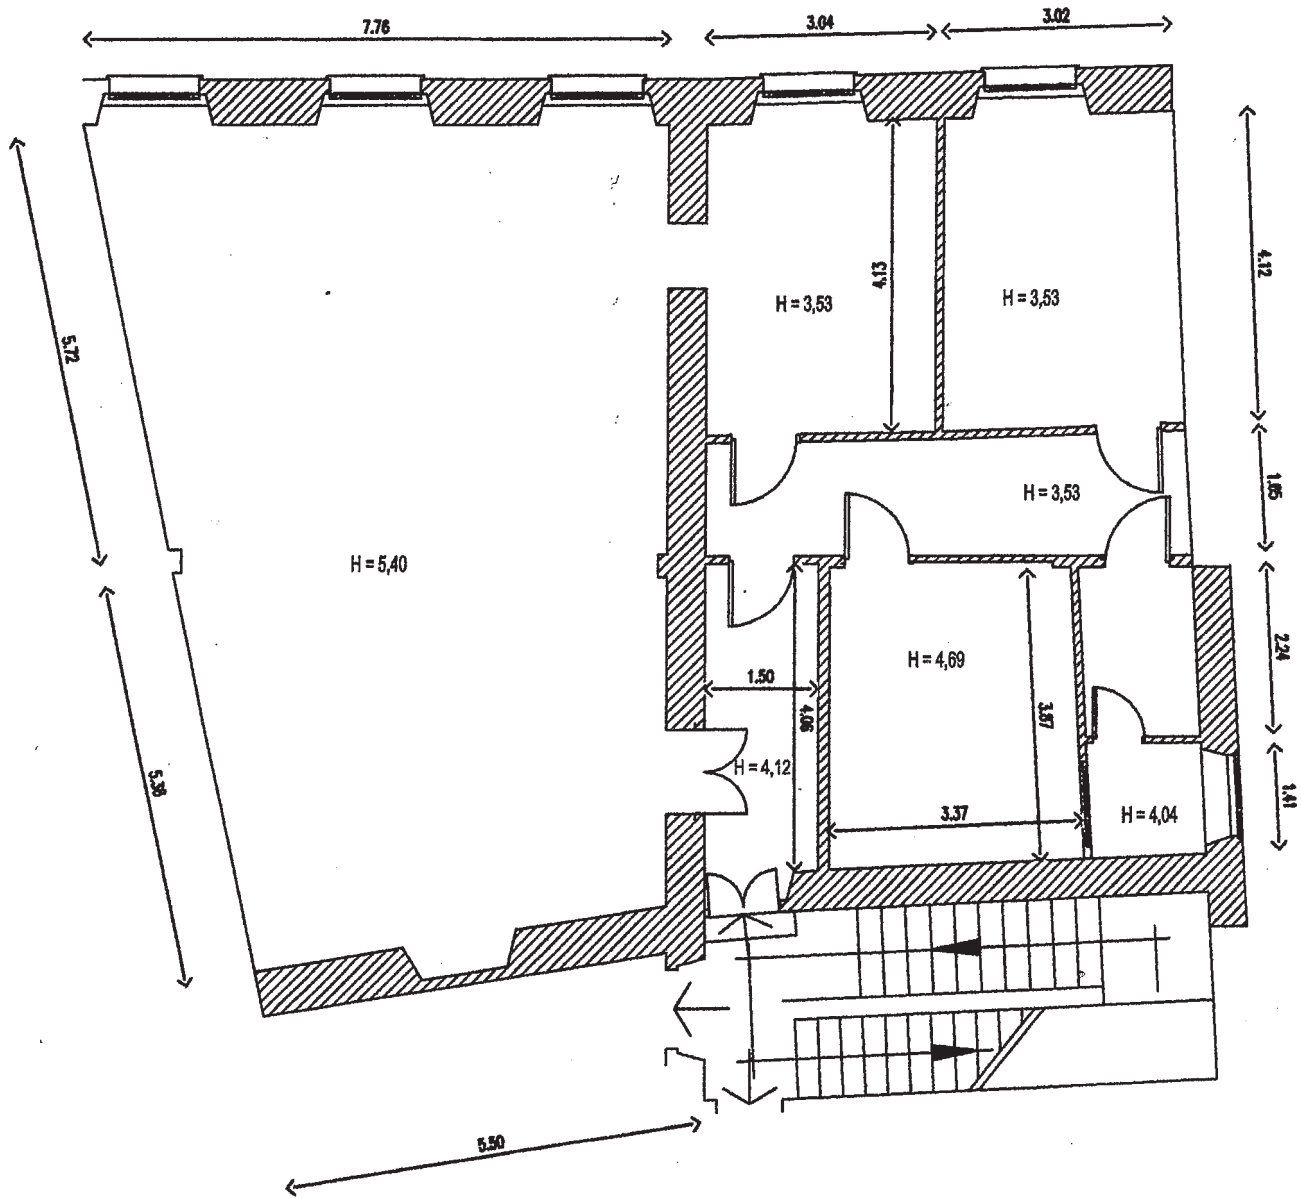 7.76
3.04
3.02
4.13
4.12
H = 3,53
H = 3,53
5.72
1.65
H = 3,53
H = 5,40
2.24
H = 4,69
1.50
4.06
3.87
H = 4,12
5.38
1.41
3.37
H = 4,04
5.50